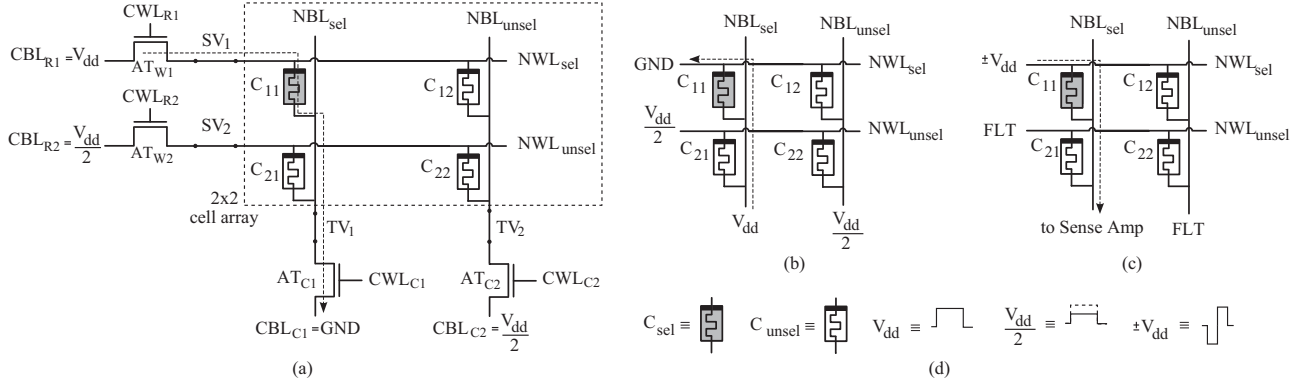 CWL_R1
SV_1
NBL_sel
NBL_unsel
CBL_R1 = V_dd
AT_W1
NWL_sel
C_11
C_12
CWL_R2
SV_2
CBL_R2 = V_dd/2
AT_W2
NWL_unsel
C_21
C_22
2x2
cell array
TV_1
TV_2
AT_C1
CWL_C1
AT_C2
CWL_C2
CBL_C1 = GND
CBL_C2 = V_dd/2
(a)
NBL_sel
NBL_unsel
GND
NWL_sel
C_11
C_12
V_dd/2
NWL_unsel
C_21
C_22
V_dd
V_dd/2
(b)
NBL_sel
NBL_unsel
±V_dd
NWL_sel
C_11
C_12
FLT
NWL_unsel
C_21
C_22
to Sense Amp
FLT
(c)
C_sel ≡
C_unsel ≡
V_dd ≡
V_dd/2 ≡
±V_dd ≡
(d)